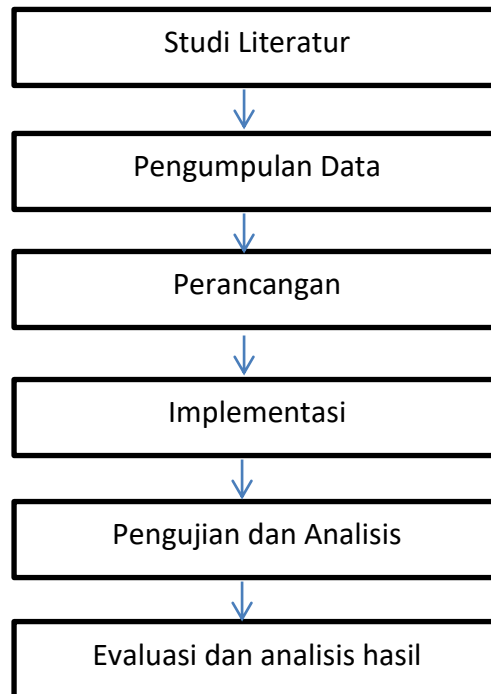 Studi Literatur
Pengumpulan Data
Perancangan
Implementasi
Pengujian dan Analisis
Evaluasi dan analisis hasil